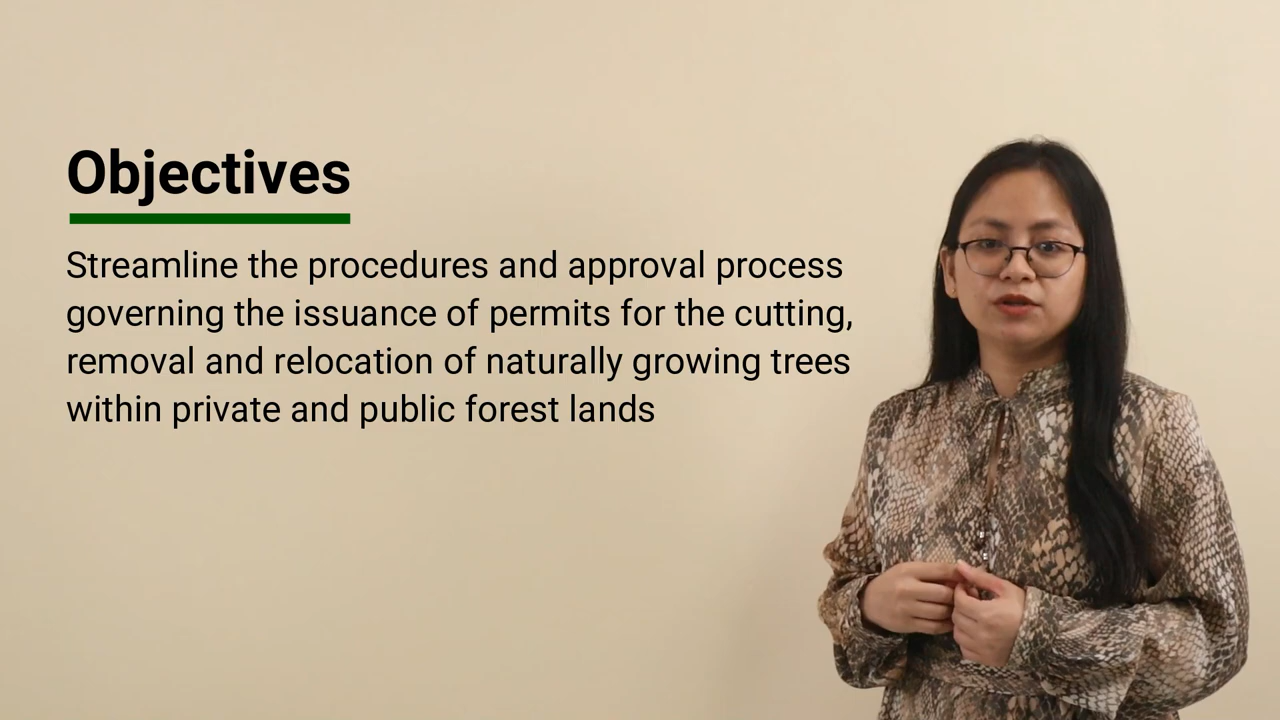 Objectives
Streamline the procedures and approval process
governing the issuance of permits for the cutting,
removal and relocation of naturally growing trees
within private and public forest lands